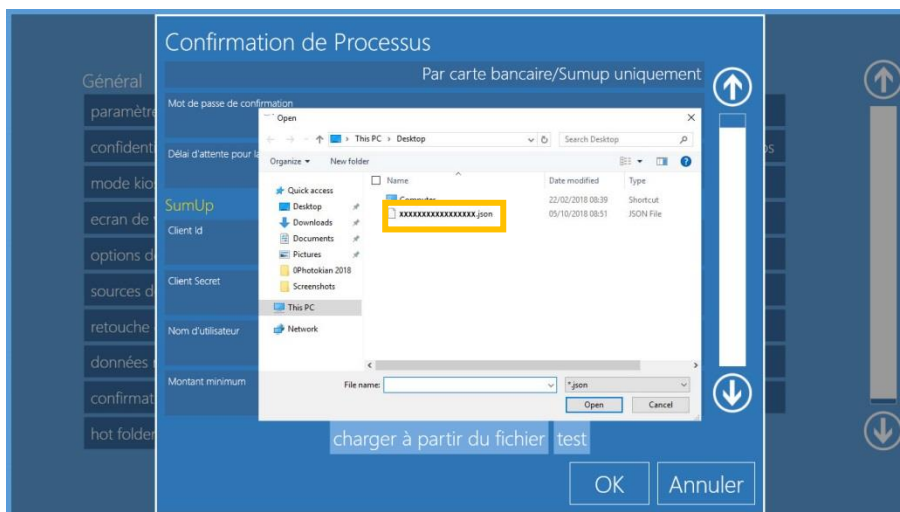 Confirmation de Processus
Par carte bancaire/Sumup uniquement
Général
paramètre
Mot de passe de confirmation
Open
This PC > Desktop
Search Desktop
confident
Délai d'attente pour la
Organize
New folder
mode kio
Name
Date modified
Type
Quick access
Computer
22/02/2018 08:39
Shortcut
SumUp
Desktop
xxxxxxxxxxxxxxxxx.json
05/10/2018 08:51
JSON File
ecran de
Downloads
Client Id
Documents
options d
Pictures
0Photokian 2018
Client Secret
Screenshots
sources d
This PC
retouche
Nom d'utilisateur
Network
données
Montant minimum
File name:
*.json
confirmat
Open
Cancel
hot folder
charger à partir du fichier
test
OK
Annuler